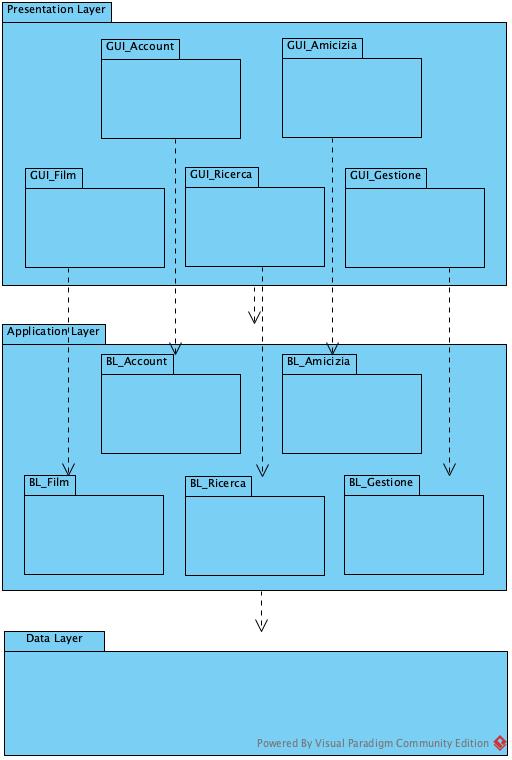 Presentation Layer
GUI_Account
GUI_Amicizia
GUI_Film
GUI_Ricerca
GUI_Gestione
Application Layer
BL_Account
BL_Amicizia
BL_Film
BL_Ricerca
BL_Gestione
Data Layer
Powered By Visual Paradigm Community Edition